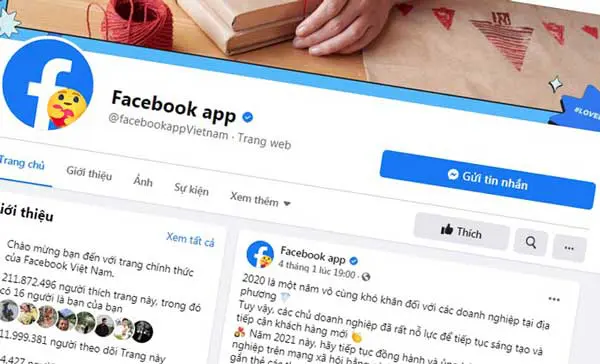 #LOVEL
Facebook app
@facebookappVietnam · Trang web
Gửi tin nhắn
Trang chủ
Giới thiệu
Ảnh
Sự kiện
Xem thêm
Thích
iới thiệu
Xem tất cả
Chào mừng bạn đến với trang chính thức
của Facebook Việt Nam.
211.872.496 người thích trang này, trong đó
có 16 người là bạn của bạn
11.999.381 người theo dõi Trang này
Facebook app
4 tháng 1 lúc 19:00 ·
2020 là một năm vô cùng khó khăn đối với các doanh nghiệp tại địa
phương
Tuy vậy, các chủ doanh nghiệp đã rất nỗ lực để tiếp tục sáng tạo và
tiếp cận khách hàng mới
Năm 2021 này, hãy tiếp tục đồng hành và
nghiệp trên mạng xã hội bằng
gắn thẻ các